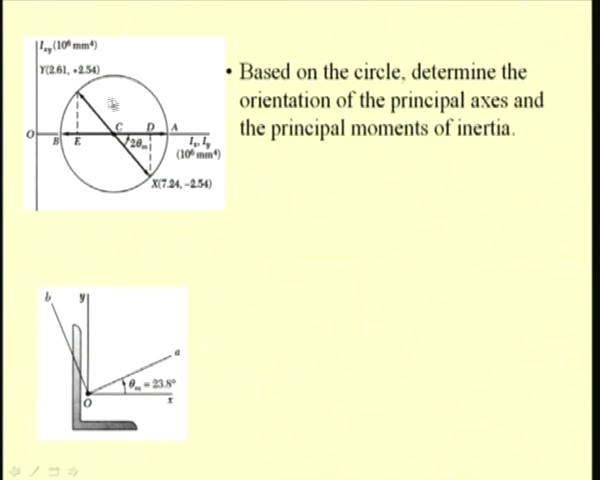 I_xy (10⁶ mm⁴)
Y(2.61, +2.54)
O B E C D A
2θ_m
I_x, I_y
(10⁶ mm⁴)
X(7.24, −2.54)
• Based on the circle, determine the
orientation of the principal axes and
the principal moments of inertia.
b y
a
θ_m = 23.8°
O x